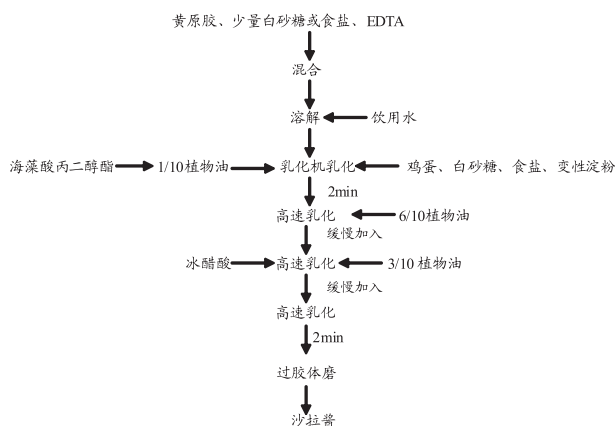 黄原胶、少量白砂糖或食盐、EDTA
混合
溶解
饮用水
海藻酸丙二醇酯
1/10植物油
乳化机乳化
鸡蛋、白砂糖、食盐、变性淀粉
2min
高速乳化
6/10植物油
缓慢加入
冰醋酸
高速乳化
3/10 植物油
缓慢加入
高速乳化
2min
过胶体磨
沙拉酱